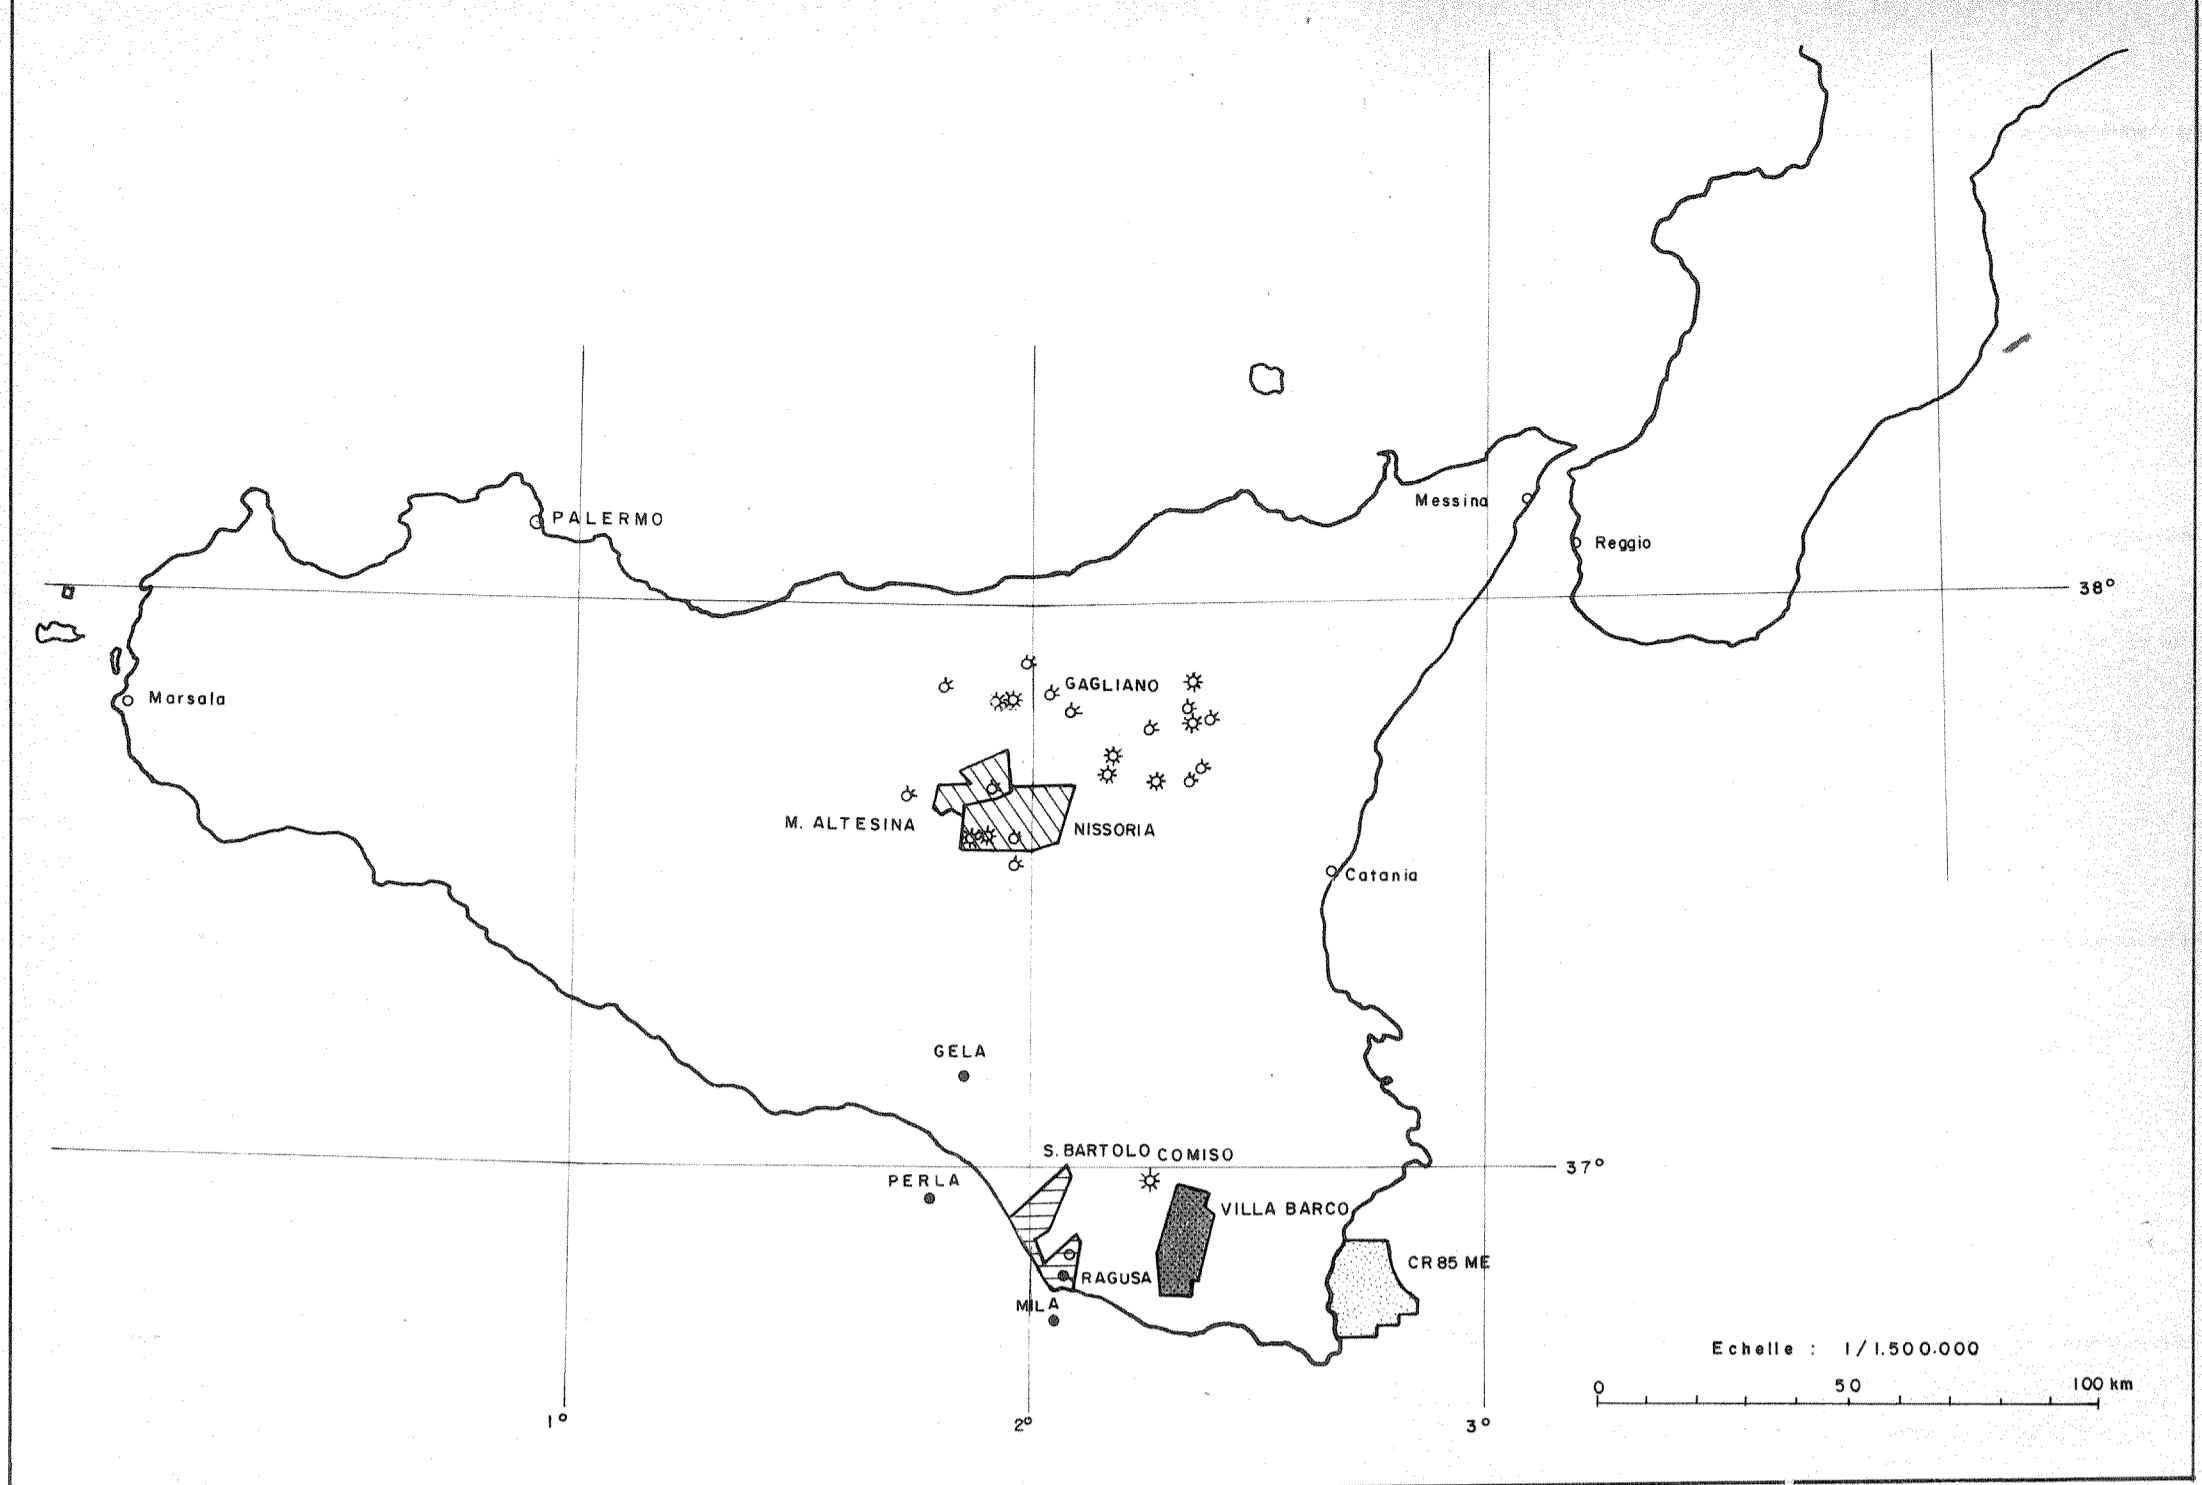 PALERMO
Messina
Reggio
38°
Marsala
GAGLIANO
M. ALTESINA
NISSORIA
Catania
GELA
S. BARTOLO
COMISO
37°
PERLA
VILLA BARCO
CR 85 ME
RAGUSA
MILA
Echelle : 1/1.500.000
0 50 100 km
1° 2° 3°